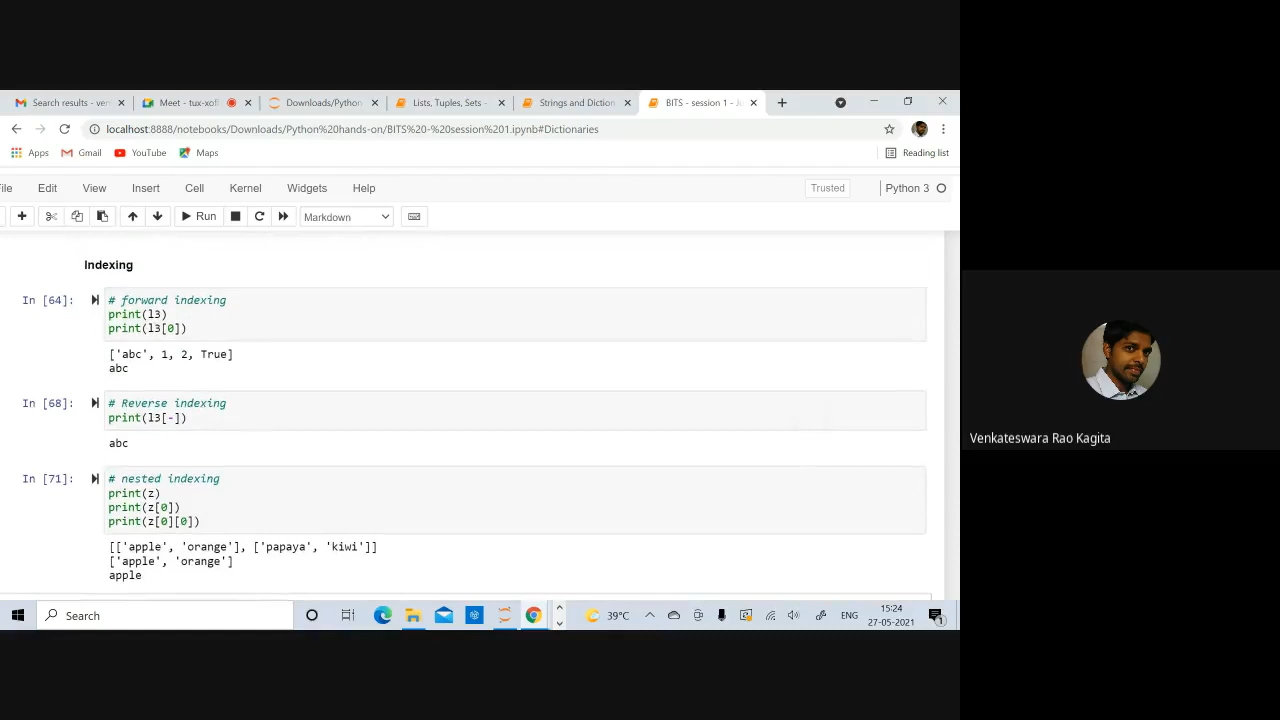 Search results - ven
Meet - tux-xofl
Downloads/Python
Lists, Tuples, Sets -
Strings and Diction
BITS - session 1 - Ju
localhost:8888/notebooks/Downloads/Python%20hands-on/BITS%20-%20session%201.ipynb#Dictionaries
Apps Gmail YouTube Maps Reading list
File Edit View Insert Cell Kernel Widgets Help Trusted Python 3
Run Markdown
Indexing
In [64]: # forward indexing
print(l3)
print(l3[0])
['abc', 1, 2, True]
abc
In [68]: # Reverse indexing
print(l3[-])
abc
In [71]: # nested indexing
print(z)
print(z[0])
print(z[0][0])
[['apple', 'orange'], ['papaya', 'kiwi']]
['apple', 'orange']
apple
Venkateswara Rao Kagita
Search 39°C ENG 15:24
27-05-2021
1